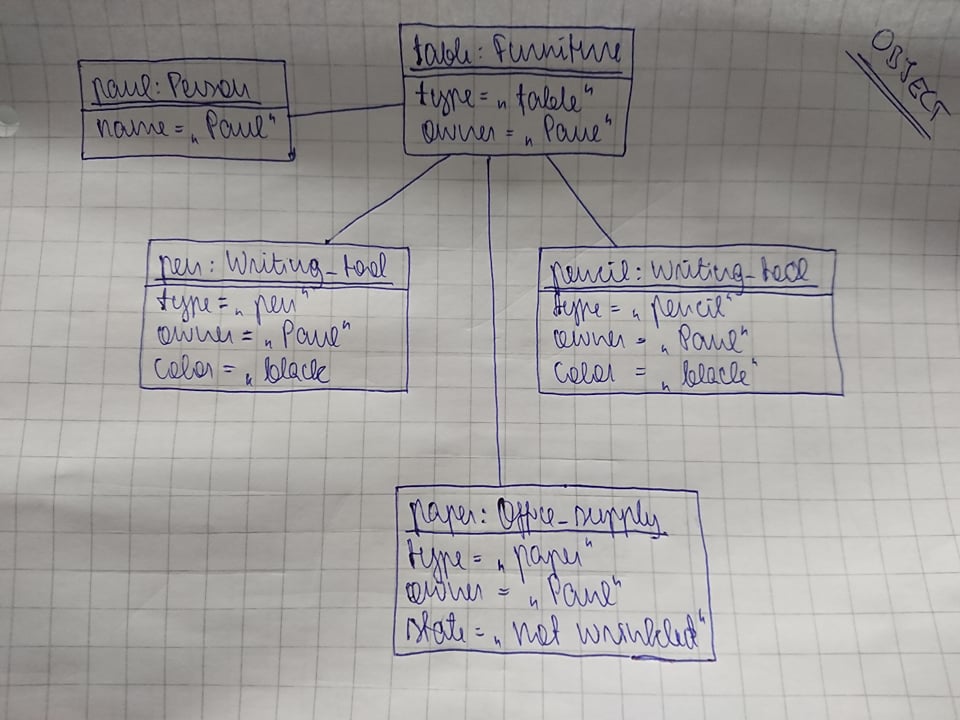 OBJECT
paul: Person
name = „Paul“
table: Furniture
type = „table“
owner = „Paul“
pen: Writing_tool
type = „pen“
owner = „Paul“
color = „black
pencil: Writing_tool
type = „pencil“
owner = „Paul“
color = „black“
paper: Office_supply
type = „paper“
owner = „Paul“
state = „not wrinkled“